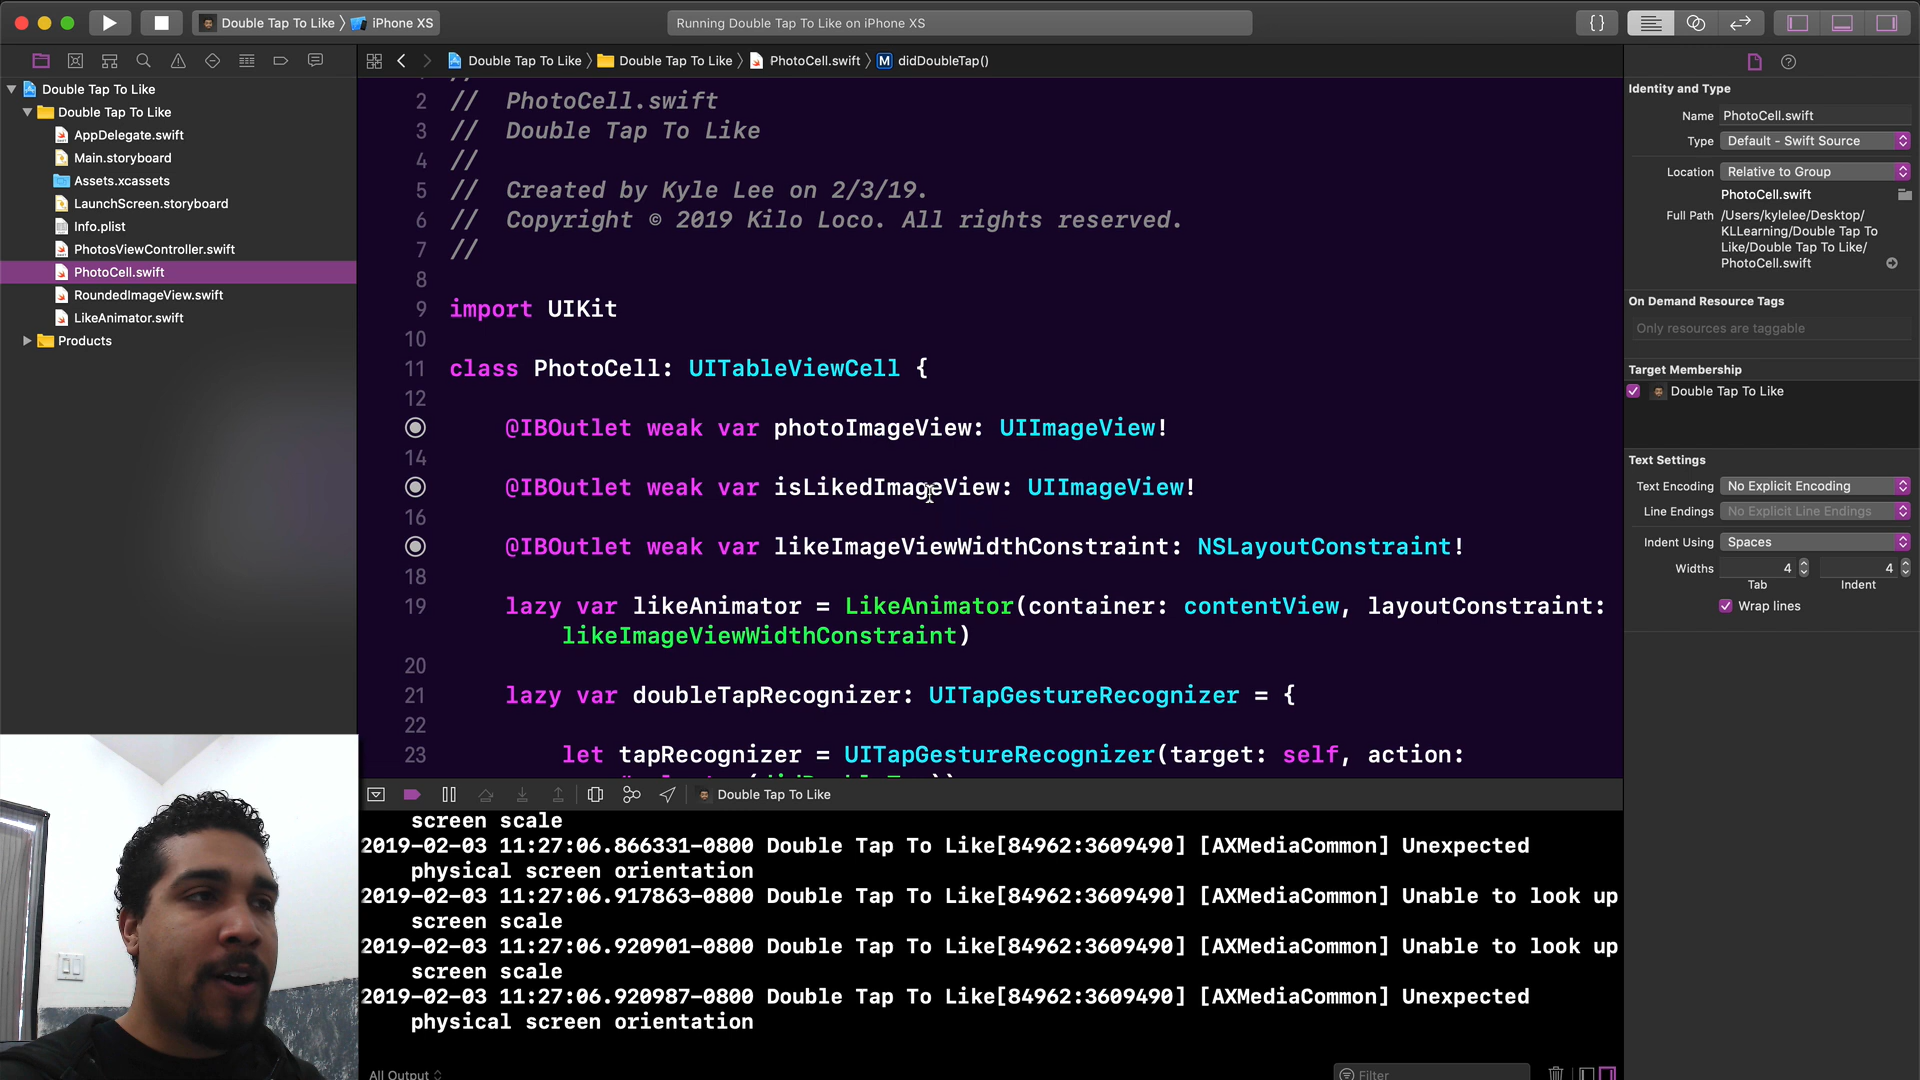 Double Tap To Like 〉 iPhone XS
Running Double Tap To Like on iPhone XS
{}
Double Tap To Like 〉 Double Tap To Like 〉 PhotoCell.swift 〉 M didDoubleTap()
Double Tap To Like
Double Tap To Like
AppDelegate.swift
Main.storyboard
Assets.xcassets
LaunchScreen.storyboard
Info.plist
PhotosViewController.swift
PhotoCell.swift
RoundedImageView.swift
LikeAnimator.swift
Products
2 //  PhotoCell.swift
3 //  Double Tap To Like
4 //
5 //  Created by Kyle Lee on 2/3/19.
6 //  Copyright © 2019 Kilo Loco. All rights reserved.
7 //
8
9 import UIKit
10
11 class PhotoCell: UITableViewCell {
12
@IBOutlet weak var photoImageView: UIImageView!
14
@IBOutlet weak var isLikedImageView: UIImageView!
16
@IBOutlet weak var likeImageViewWidthConstraint: NSLayoutConstraint!
18
19 lazy var likeAnimator = LikeAnimator(container: contentView, layoutConstraint:
likeImageViewWidthConstraint)
20
21 lazy var doubleTapRecognizer: UITapGestureRecognizer = {
22
23 let tapRecognizer = UITapGestureRecognizer(target: self, action:
Double Tap To Like
screen scale
2019-02-03 11:27:06.866331-0800 Double Tap To Like[84962:3609490] [AXMediaCommon] Unexpected
physical screen orientation
2019-02-03 11:27:06.917863-0800 Double Tap To Like[84962:3609490] [AXMediaCommon] Unable to look up
screen scale
2019-02-03 11:27:06.920901-0800 Double Tap To Like[84962:3609490] [AXMediaCommon] Unable to look up
screen scale
2019-02-03 11:27:06.920987-0800 Double Tap To Like[84962:3609490] [AXMediaCommon] Unexpected
physical screen orientation
All Output
Filter
Identity and Type
Name PhotoCell.swift
Type Default - Swift Source
Location Relative to Group
PhotoCell.swift
Full Path /Users/kylelee/Desktop/
KLLearning/Double Tap To
Like/Double Tap To Like/
PhotoCell.swift
On Demand Resource Tags
Only resources are taggable
Target Membership
Double Tap To Like
Text Settings
Text Encoding No Explicit Encoding
Line Endings No Explicit Line Endings
Indent Using Spaces
Widths 4 4
Tab Indent
Wrap lines